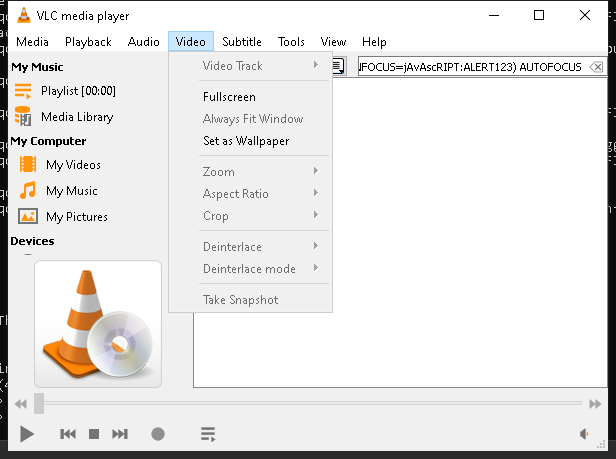 VLC media player
Media Playback Audio Video Subtitle Tools View Help
My Music
Playlist [00:00]
Media Library
My Computer
My Videos
My Music
My Pictures
Devices
Video Track
Fullscreen
Always Fit Window
Set as Wallpaper
Zoom
Aspect Ratio
Crop
Deinterlace
Deinterlace mode
Take Snapshot
FOCUS=jAvAscRIPT:ALERT123) AUTOFOCUS